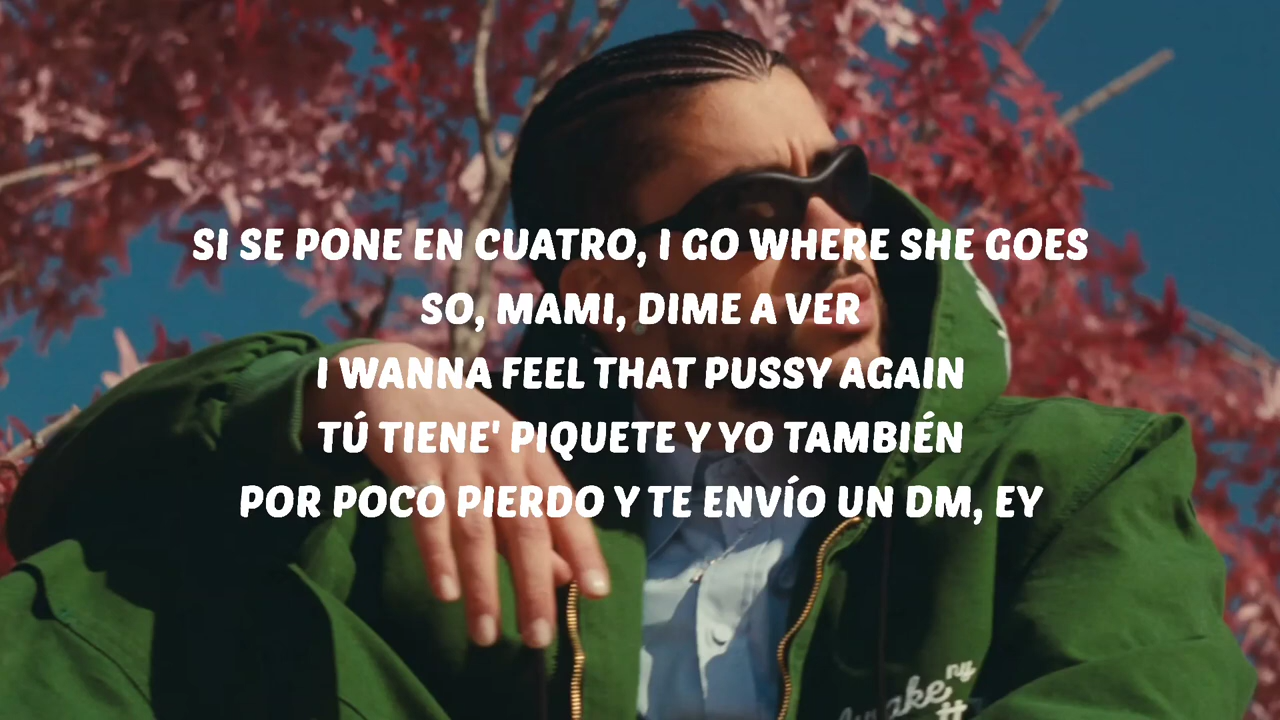 SI SE PONE EN CUATRO, I GO WHERE SHE GOES
SO, MAMI, DIME A VER
I WANNA FEEL THAT PUSSY AGAIN
TÚ TIENE' PIQUETE Y YO TAMBIÉN
POR POCO PIERDO Y TE ENVÍO UN DM, EY
ny